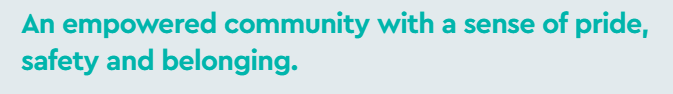 An empowered community with a sense of pride,
safety and belonging.